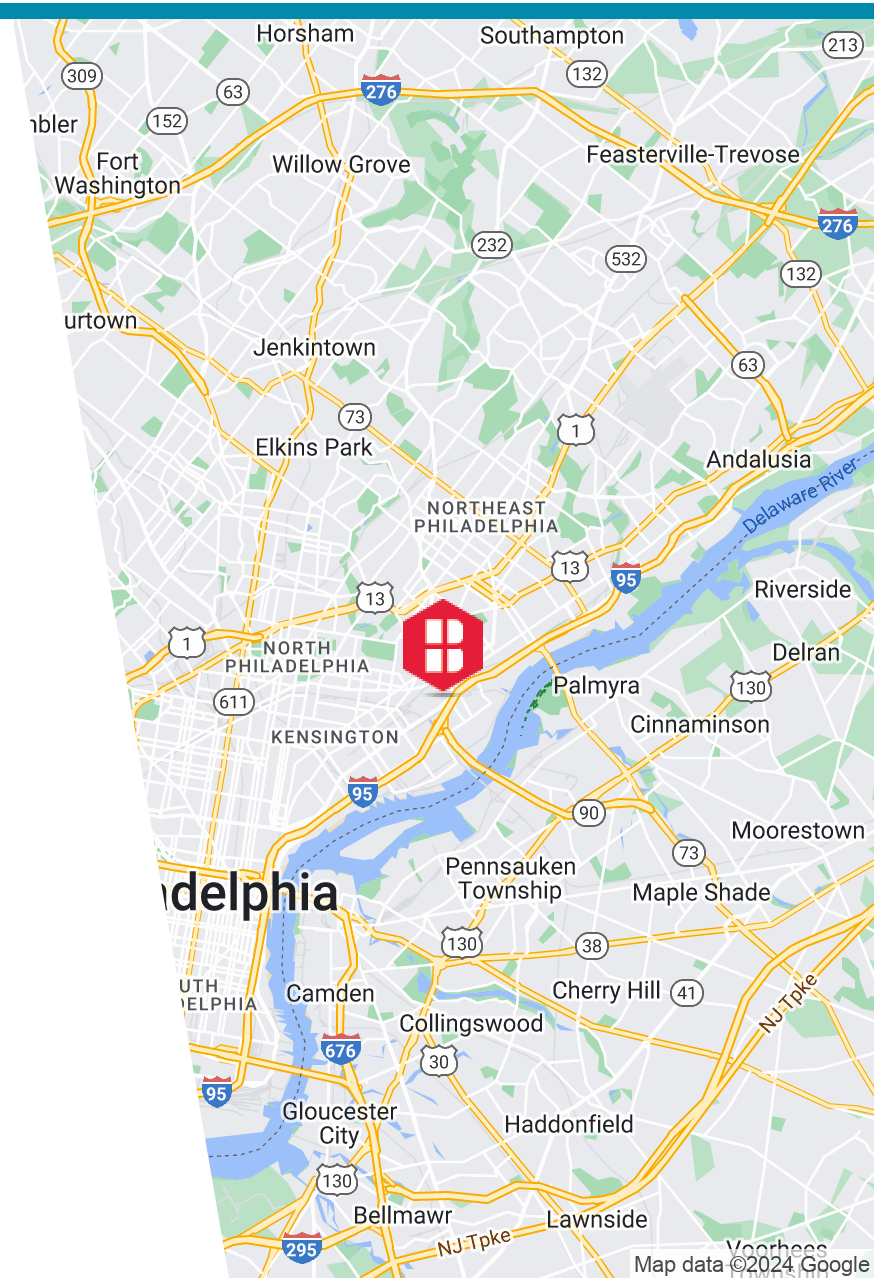 Horsham
Southampton
213
309
132
63
276
152
nbler
Fort
Washington
Willow Grove
Feasterville-Trevose
276
232
532
132
urtown
Jenkintown
63
73
1
Elkins Park
Andalusia
Delaware River
NORTHEAST
PHILADELPHIA
13
95
Riverside
13
1
NORTH
PHILADELPHIA
Delran
Palmyra
130
611
Cinnaminson
KENSINGTON
95
90
Moorestown
73
Pennsauken
Township
Maple Shade
adelphia
130
38
UTH
DELPHIA
Camden
Cherry Hill
41
NJ Tpke
Collingswood
676
30
95
Gloucester
City
Haddonfield
130
Bellmawr
Lawnside
295
NJ Tpke
Voorhees
Map data ©2024 Google